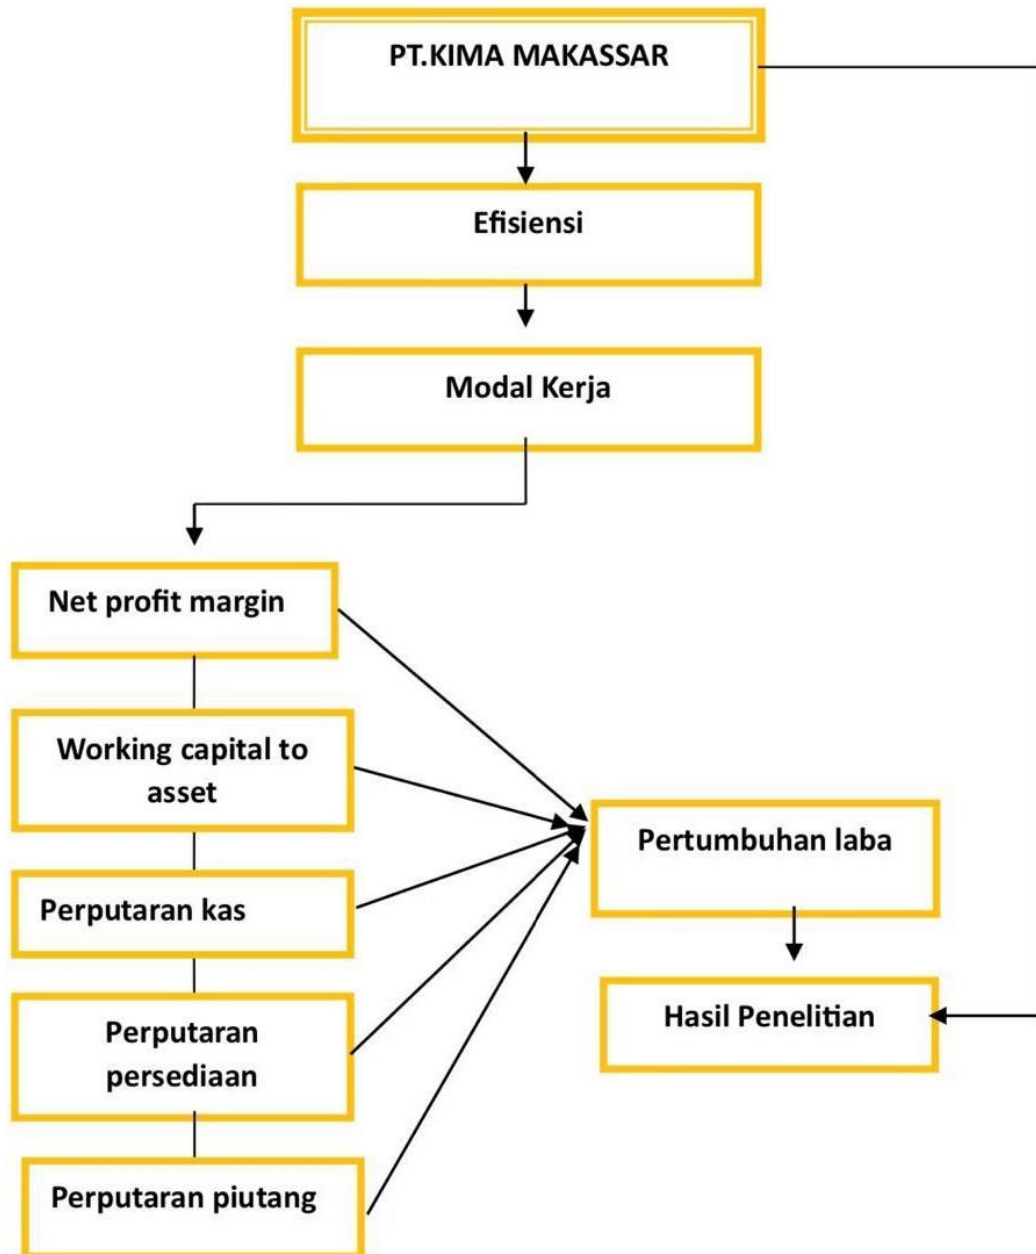 PT.KIMA MAKASSAR
Efisiensi
Modal Kerja
Net profit margin
Working capital to
asset
Perputaran kas
Perputaran
persediaan
Perputaran piutang
Pertumbuhan laba
Hasil Penelitian